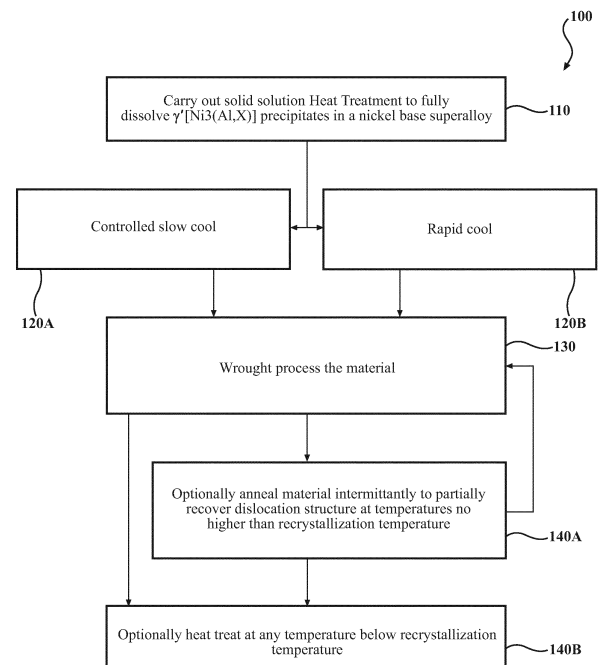 100
Carry out solid solution Heat Treatment to fully
dissolve γ'[Ni3(Al,X)] precipitates in a nickel base superalloy
110
Controlled slow cool
Rapid cool
120A
120B
130
Wrought process the material
Optionally anneal material intermittantly to partially
recover dislocation structure at temperatures no
higher than recrystallization temperature
140A
Optionally heat treat at any temperature below recrystallization
temperature
140B